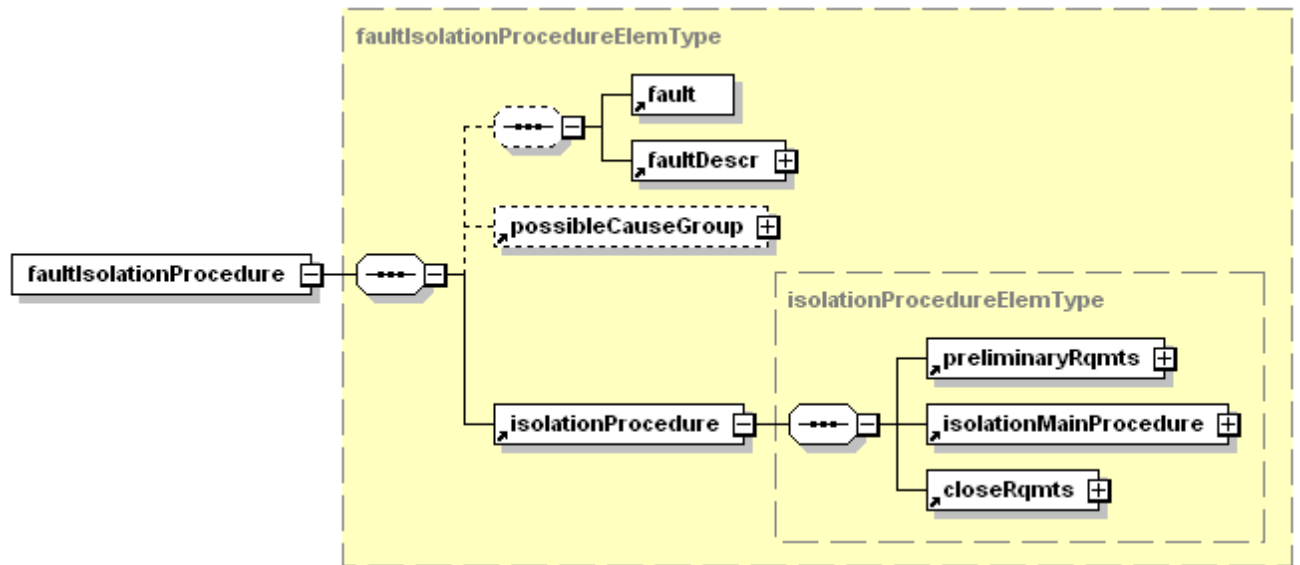 faultIsolationProcedureElemType
fault
faultDescr
possibleCauseGroup
faultIsolationProcedure
isolationProcedureElemType
preliminaryRqmts
isolationProcedure
isolationMainProcedure
closeRqmts